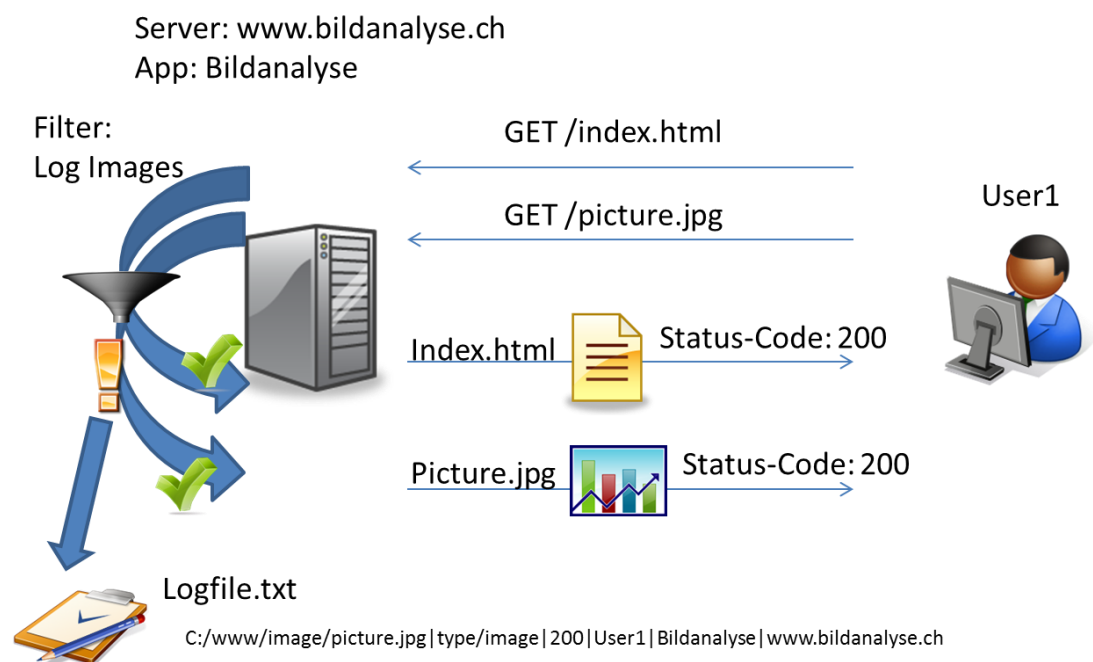 Server: www.bildanalyse.ch
App: Bildanalyse
Filter:
Log Images
GET /index.html
GET /picture.jpg
User1
Index.html
Status-Code: 200
Picture.jpg
Status-Code: 200
Logfile.txt
C:/www/image/picture.jpg|type/image|200|User1|Bildanalyse|www.bildanalyse.ch